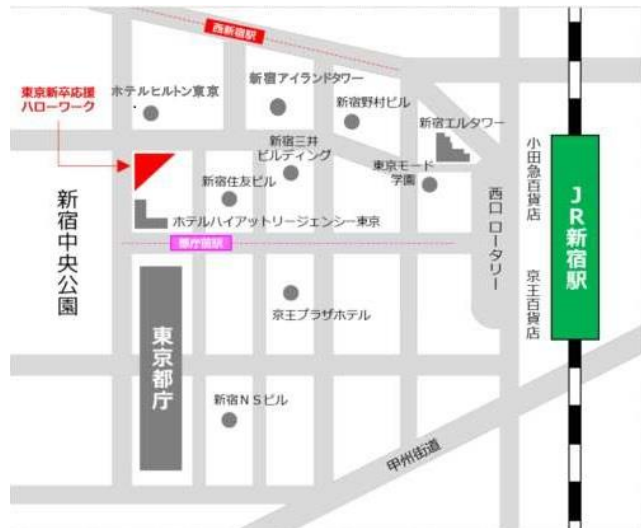 西新宿駅
東京新卒応援
ハローワーク
ホテルヒルトン東京
新宿アイランドタワー
新宿野村ビル
新宿エルタワー
新宿三井
ビルディング
東京モード
学園
新宿住友ビル
ホテルハイアットリージェンシー東京
都庁前駅
新宿中央公園
小田急百貨店
JR新宿駅
西口 ロータリー
京王百貨店
京王プラザホテル
東京都庁
新宿NSビル
甲州街道